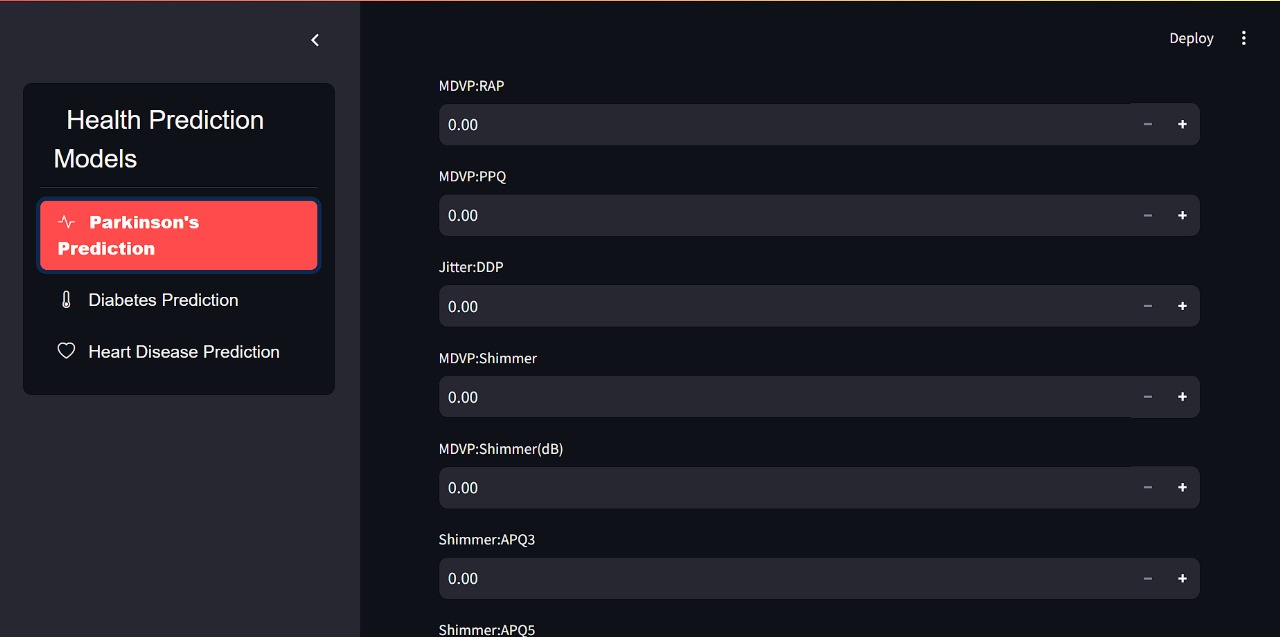 Health Prediction
Models
Parkinson's
Prediction
Diabetes Prediction
Heart Disease Prediction
Deploy
MDVP:RAP
0.00
MDVP:PPQ
0.00
Jitter:DDP
0.00
MDVP:Shimmer
0.00
MDVP:Shimmer(dB)
0.00
Shimmer:APQ3
0.00
Shimmer:APQ5